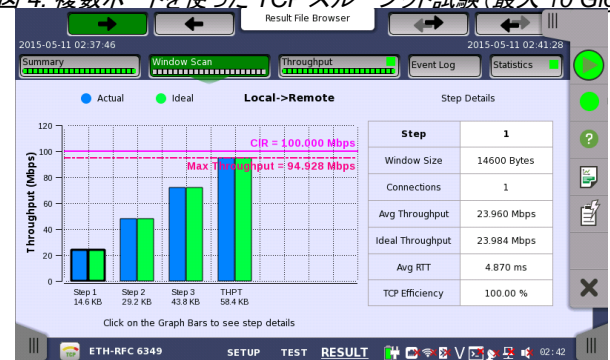 図 4. 複数ポートを使った TCP スループット試験（最大 10 Gig
Result File Browser
2015-05-11 02:37:46
2015-05-11 02:41:28
Summary
Window Scan
Throughput
Event Log
Statistics
Actual
Ideal
Local->Remote
Step Details
Throughput (Mbps)
120
100
80
60
40
20
0
CIR = 100.000 Mbps
Max Throughput = 94.928 Mbps
Step 1
14.6 KB
Step 2
29.2 KB
Step 3
43.8 KB
THPT
58.4 KB
Click on the Graph Bars to see step details
Step 1
Window Size 14600 Bytes
Connections 1
Avg Throughput 23.960 Mbps
Ideal Throughput 23.984 Mbps
Avg RTT 4.870 ms
TCP Efficiency 100.00 %
TCP
ETH-RFC 6349
SETUP TEST RESULT
V
02:42